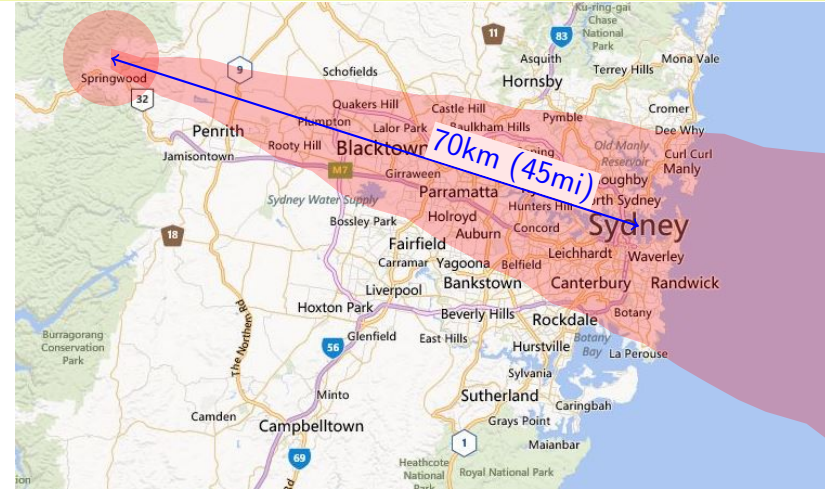 Ku-ring-gai
Chase
National
Park
11
83
Asquith
Mona Vale
Terrey Hills
9
Schofields
Hornsby
Springwood
32
Quakers Hill
Castle Hill
Cromer
Pymble
Plumpton
Lalor Park
Baulkham Hills
Dee Why
Penrith
Rooty Hill
Blacktown
70km (45mi)
Old Manly
Reservoir
Curl Curl
Manly
Jamisontown
M7
Girraween
Parramatta
Sydney Water Supply
Hunters Hill
Sydney
Bossley Park
Holroyd
Auburn
Concord
18
Fairfield
Leichhardt
Waverley
Carramar
Yagoona
Belfield
Liverpool
Bankstown
Canterbury
Randwick
Hoxton Park
Beverly Hills
Rockdale
Botany
The Northern Rd
Burragorang
Conservation
Park
56
Glenfield
East Hills
Hurstville
Botany
Bay
La Perouse
Sylvania
Minto
Sutherland
Caringbah
Camden
Campbelltown
Grays Point
1
Maianbar
69
Heathcote
National
Royal National Park